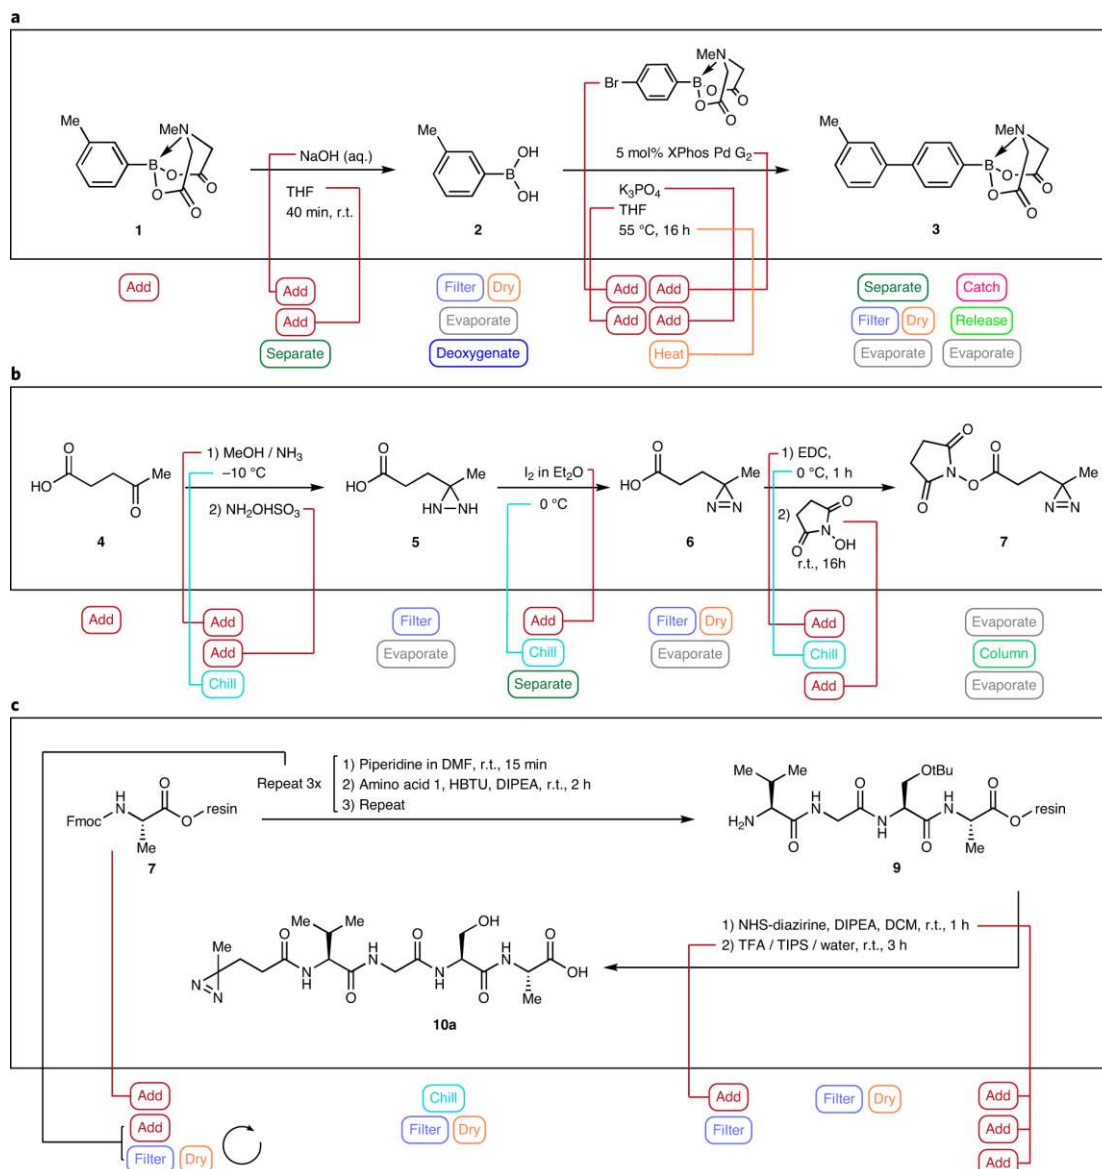 a
Me
MeN
B
O
O
O
O
1
NaOH (aq.)
THF
40 min, r.t.
Me
OH
B
OH
2
Br
MeN
B
O
O
O
O
5 mol% XPhos Pd G2
K3PO4
THF
55 °C, 16 h
Me
MeN
B
O
O
O
O
3
Add
Add
Add
Separate
Filter Dry
Evaporate
Deoxygenate
Add Add
Add Add
Heat
Separate Catch
Filter Dry Release
Evaporate Evaporate
b
O
HO
Me
O
4
1) MeOH / NH3
–10 °C
2) NH2OHSO3
O
HO
Me
HN–NH
5
I2 in Et2O
0 °C
O
HO
Me
N=N
6
1) EDC,
0 °C, 1 h
2)
O
N
OH
O
r.t., 16h
O
N
O
O
O
Me
N=N
7
Add
Add
Add
Chill
Filter
Evaporate
Add
Chill
Separate
Filter Dry
Evaporate
Add
Chill
Add
Evaporate
Column
Evaporate
c
Fmoc
H
N
O
O
resin
Me
7
Repeat 3x
1) Piperidine in DMF, r.t., 15 min
2) Amino acid 1, HBTU, DIPEA, r.t., 2 h
3) Repeat
Me
Me
H2N
O
H
N
O
N
H
OtBu
O
H
N
Me
O
O
resin
9
1) NHS-diazirine, DIPEA, DCM, r.t., 1 h
2) TFA / TIPS / water, r.t., 3 h
Me
N=N
O
N
H
Me
Me
O
H
N
O
N
H
OH
O
H
N
Me
O
OH
10a
Add
Add
Filter Dry
Chill
Filter Dry
Add
Filter
Filter Dry
Add
Add
Add